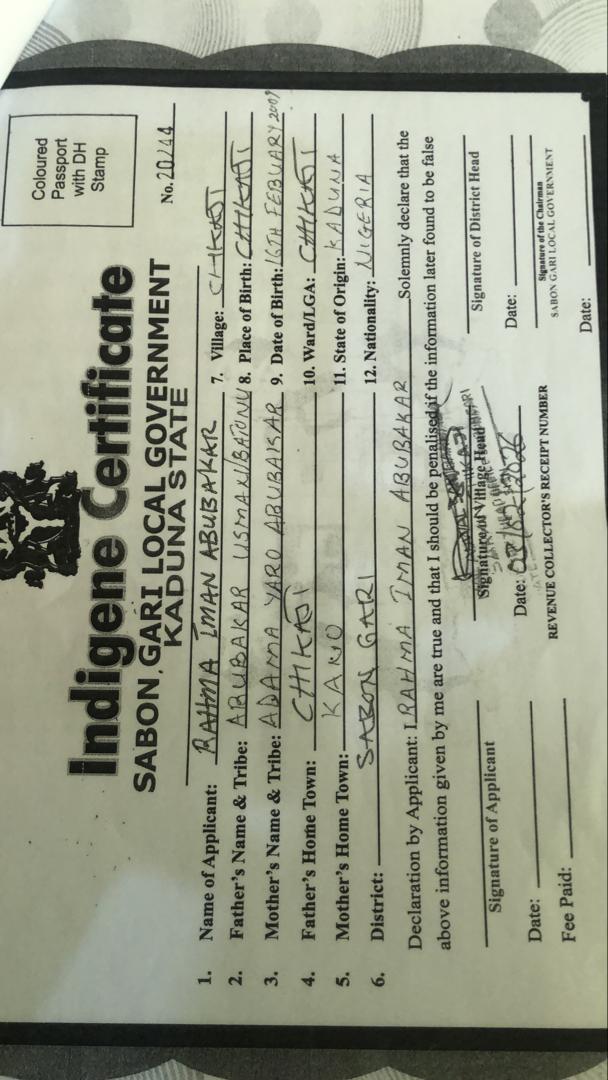 Coloured
Passport
with DH
Stamp
Indigene Certificate
SABON GARI LOCAL GOVERNMENT
KADUNA STATE
No. 20144
1. Name of Applicant: RAHMA IMAN ABUBAKAR
2. Father's Name & Tribe: ABUBAKAR USMAN
3. Mother's Name & Tribe: ADAMA YARO ABUBAKAR
4. Father's Home Town: CHIKAJI
5. Mother's Home Town: KANO
6. District: SABON GARI
7. Village: CHIKAJI
8. Place of Birth: CHIKAJI
9. Date of Birth: 16TH FEBUARY 2009
10. Ward/LGA: CHIKAJI
11. State of Origin: KADUNA
12. Nationality: NIGERIA
Declaration by Applicant: I RAHMA IMAN ABUBAKAR Solemnly declare that the
above information given by me are true and that I should be penalised if the information later found to be false
Signature of Applicant
Signature of Village Head
Signature of District Head
Date:
Date: /02/2026
Date:
Fee Paid:
REVENUE COLLECTOR'S RECEIPT NUMBER
Signature of the Chairman
SABON GARI LOCAL GOVERNMENT
Date: